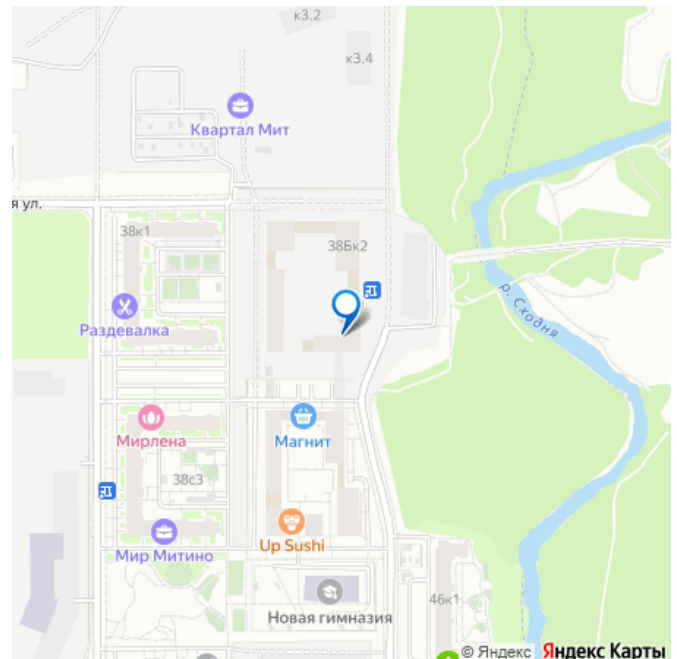 к3.2
к3.4
Квартал Мит
я ул.
38к1
38Бк2
р. Сходня
Раздевалка
Мирлена
Магнит
38с3
Up Sushi
Мир Митино
Новая гимназия
46к1
© Яндекс Яндекс Карты